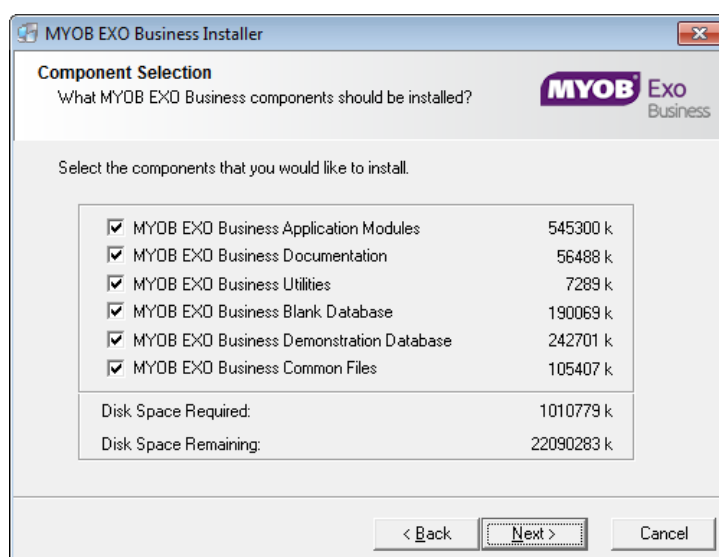 MYOB EXO Business Installer
Component Selection
What MYOB EXO Business components should be installed?
MYOB Exo
Business
Select the components that you would like to install.
MYOB EXO Business Application Modules 545300 k
MYOB EXO Business Documentation 56488 k
MYOB EXO Business Utilities 7289 k
MYOB EXO Business Blank Database 190069 k
MYOB EXO Business Demonstration Database 242701 k
MYOB EXO Business Common Files 105407 k
Disk Space Required: 1010779 k
Disk Space Remaining: 22090283 k
< Back Next > Cancel